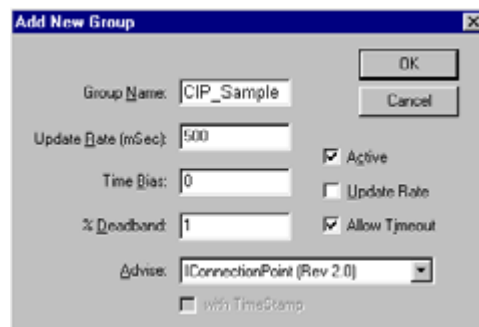 Add New Group
OK
Cancel
Group Name: CIP_Sample
Update Rate (mSec): 500
Active
Time Bias: 0
Update Rate
% Deadband: 1
Allow Timeout
Advise: IConnectionPoint (Rev 2.0)
with TimeStamp